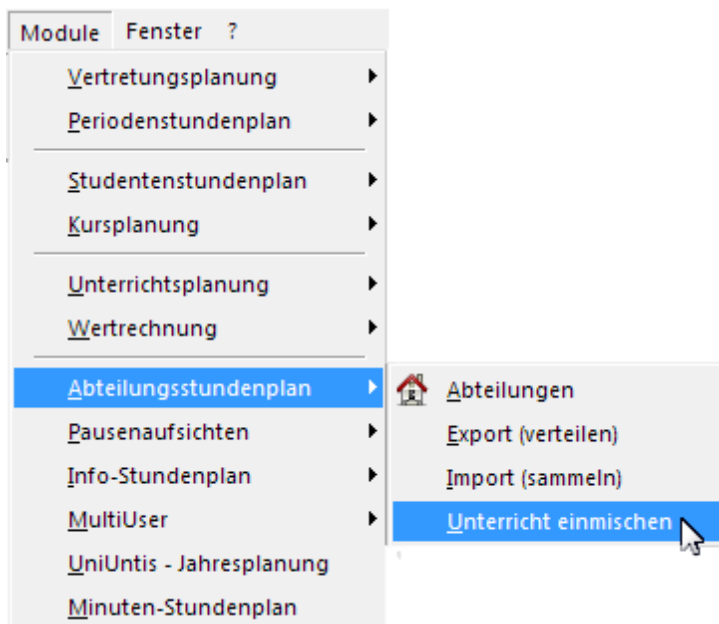 Module Fenster ?
Vertretungsplanung
Periodenstundenplan
Studentenstundenplan
Kursplanung
Unterrichtsplanung
Wertrechnung
Abteilungsstundenplan
Pausenaufsichten
Info-Stundenplan
MultiUser
UniUntis - Jahresplanung
Minuten-Stundenplan
Abteilungen
Export (verteilen)
Import (sammeln)
Unterricht einmischen